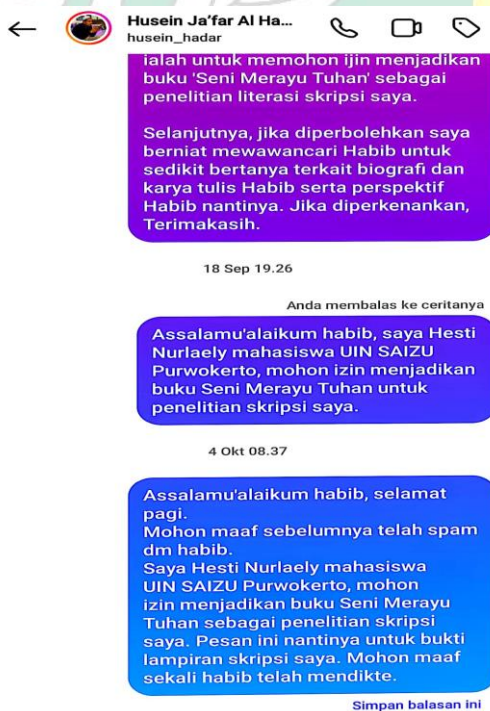 Husein Ja'far Al Ha...
husein_hadar
ialah untuk memohon ijin menjadikan
buku 'Seni Merayu Tuhan' sebagai
penelitian literasi skripsi saya.
Selanjutnya, jika diperbolehkan saya
berniat mewawancari Habib untuk
sedikit bertanya terkait biografi dan
karya tulis Habib serta perspektif
Habib nantinya. Jika diperkenankan,
Terimakasih.
18 Sep 19.26
Anda membalas ke ceritanya
Assalamu'alaikum habib, saya Hesti
Nurlaely mahasiswa UIN SAIZU
Purwokerto, mohon izin menjadikan
buku Seni Merayu Tuhan untuk
penelitian skripsi saya.
4 Okt 08.37
Assalamu'alaikum habib, selamat
pagi.
Mohon maaf sebelumnya telah spam
dm habib.
Saya Hesti Nurlaely mahasiswa
UIN SAIZU Purwokerto, mohon
izin menjadikan buku Seni Merayu
Tuhan sebagai penelitian skripsi
saya. Pesan ini nantinya untuk bukti
lampiran skripsi saya. Mohon maaf
sekali habib telah mendikte.
Simpan balasan ini